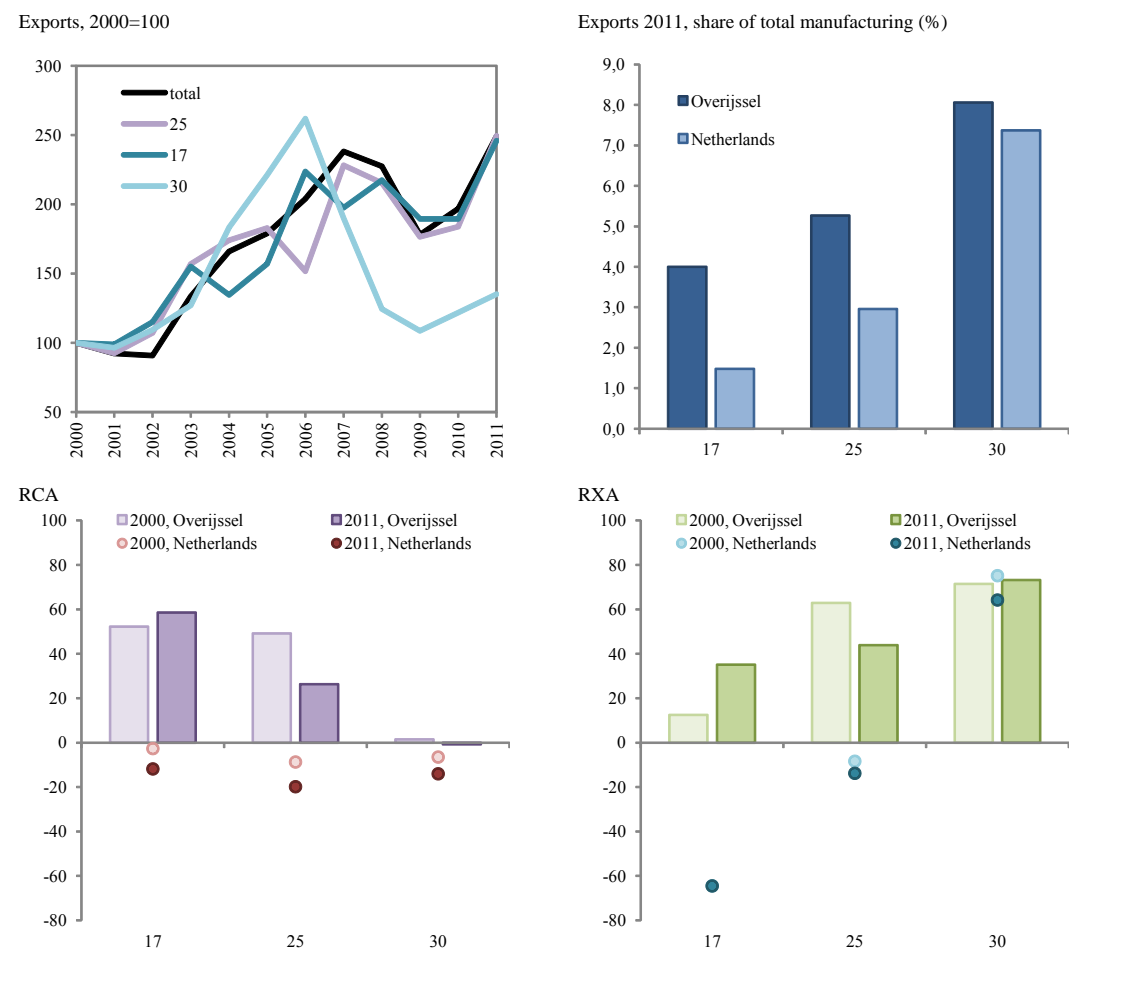 Exports, 2000=100
300
250
200
150
100
50
total
25
17
30
2000 2001 2002 2003 2004 2005 2006 2007 2008 2009 2010 2011
Exports 2011, share of total manufacturing (%)
9,0
8,0
7,0
6,0
5,0
4,0
3,0
2,0
1,0
0,0
Overijssel
Netherlands
17 25 30
RCA
100
80
60
40
20
0
-20
-40
-60
-80
2000, Overijssel 2011, Overijssel
2000, Netherlands 2011, Netherlands
17 25 30
RXA
100
80
60
40
20
0
-20
-40
-60
-80
2000, Overijssel 2011, Overijssel
2000, Netherlands 2011, Netherlands
17 25 30